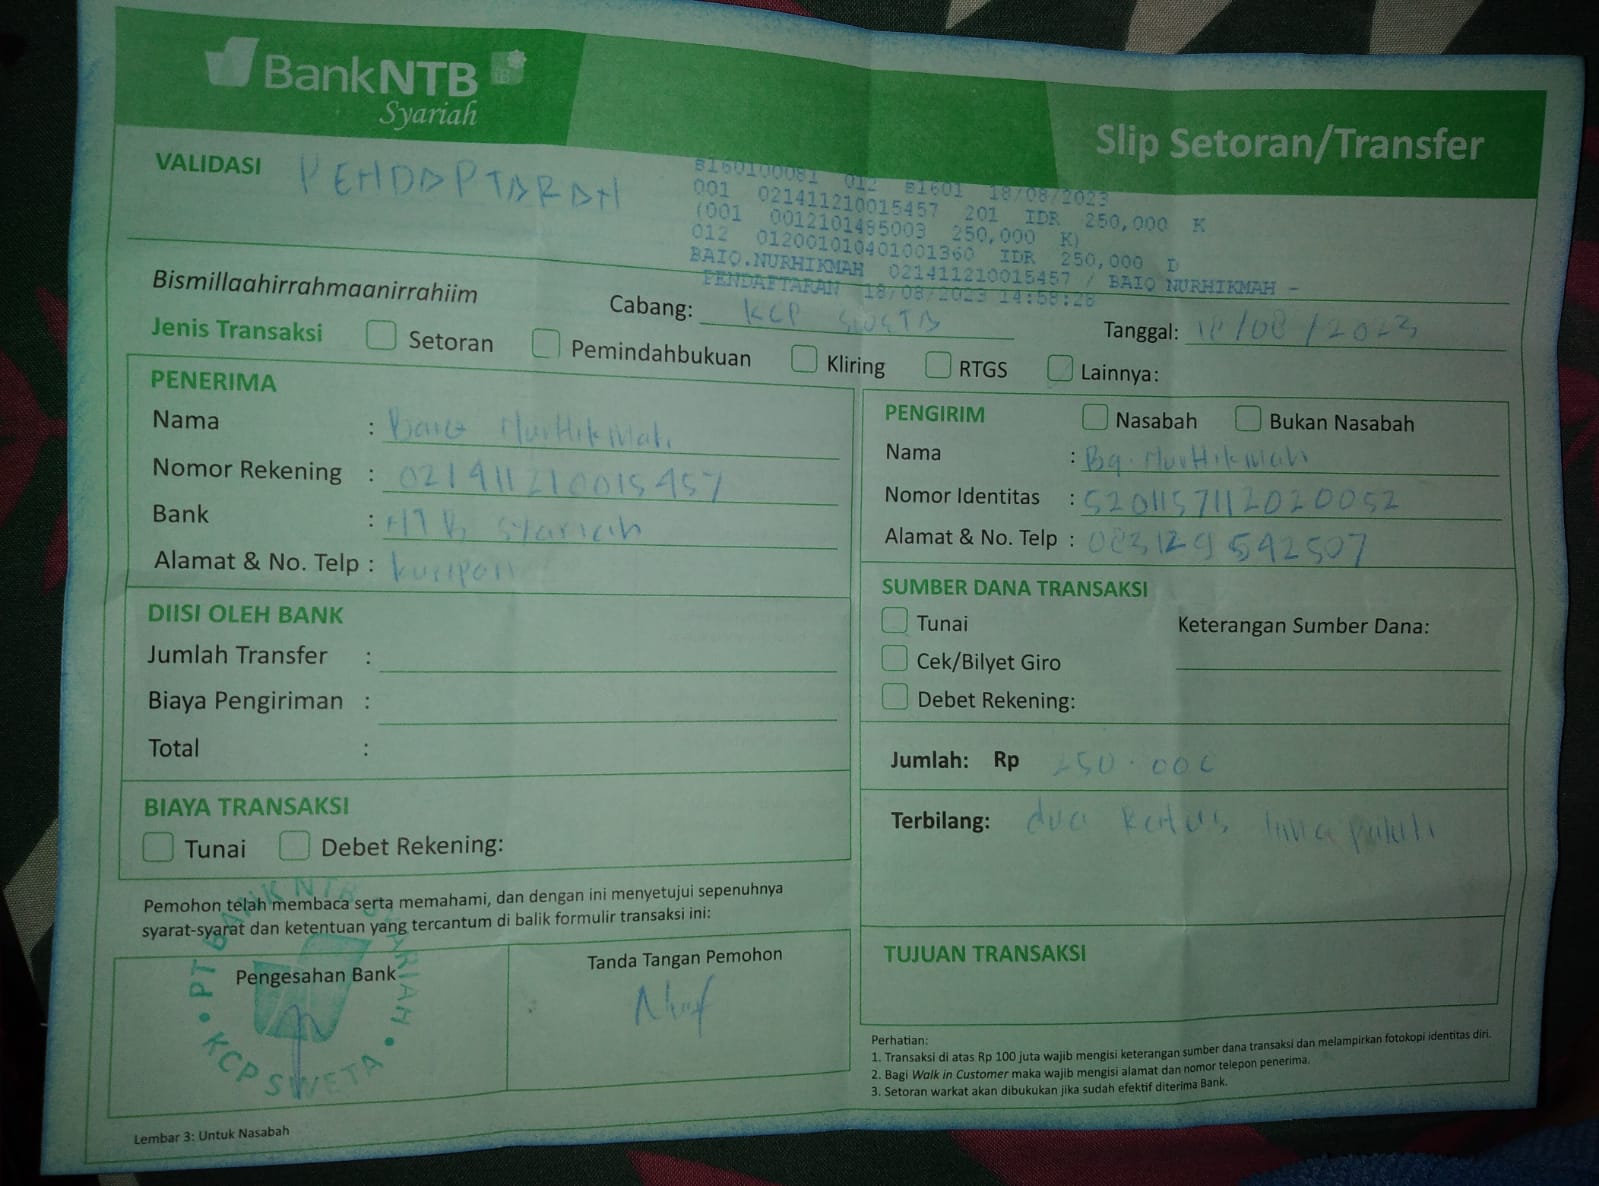 BankNTB
Syariah
Slip Setoran/Transfer
VALIDASI PENDAPTARAN
B160100081 012 B1601 18/08/2023
001 021411210015457 201 IDR 250,000 K
(001 0012101495003 250,000 K)
012 012001010401001360 IDR 250,000 D
BAIQ.NURHIKMAH 021411210015457 / BAIQ NURHIKMAH -
PENDAFTARAN 18/08/2023 14:58:28
Bismillaahirrahmaanirrahiim
Cabang: KCP SWETA
Tanggal: 18/08/2023
Jenis Transaksi Setoran Pemindahbukuan Kliring RTGS Lainnya:
PENERIMA
Nama : Baiq NurHikmah
Nomor Rekening : 021411210015457
Bank : NTB Syariah
Alamat & No. Telp : kuripan
PENGIRIM Nasabah Bukan Nasabah
Nama : Bq. NurHikmah
Nomor Identitas : 5201157112020052
Alamat & No. Telp : 083129542507
DIISI OLEH BANK
Jumlah Transfer :
Biaya Pengiriman :
Total :
SUMBER DANA TRANSAKSI
Tunai Keterangan Sumber Dana:
Cek/Bilyet Giro
Debet Rekening:
Jumlah: Rp 250.000
Terbilang: dua ratus lima puluh
BIAYA TRANSAKSI
Tunai Debet Rekening:
Pemohon telah membaca serta memahami, dan dengan ini menyetujui sepenuhnya
syarat-syarat dan ketentuan yang tercantum di balik formulir transaksi ini:
Pengesahan Bank
PT BANK NTB SYARIAH
KCP SWETA
Tanda Tangan Pemohon
TUJUAN TRANSAKSI
Perhatian:
1. Transaksi di atas Rp 100 juta wajib mengisi keterangan sumber dana transaksi dan melampirkan fotokopi identitas diri.
2. Bagi Walk in Customer maka wajib mengisi alamat dan nomor telepon penerima.
3. Setoran warkat akan dibukukan jika sudah efektif diterima Bank.
Lembar 3: Untuk Nasabah